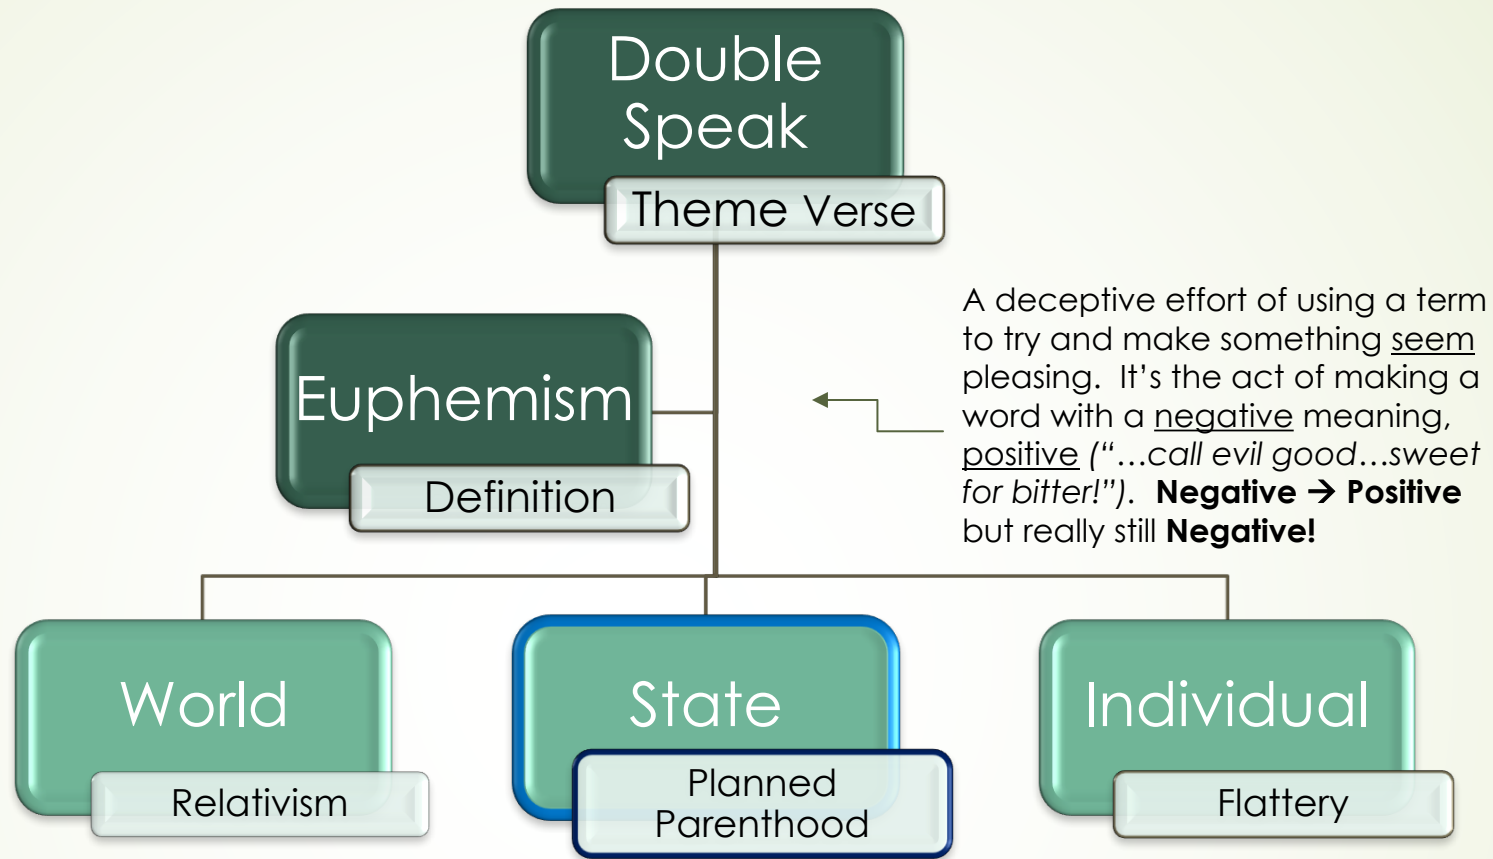 Double
Speak
Theme Verse
Euphemism
Definition
A deceptive effort of using a term
to try and make something seem
pleasing.  It’s the act of making a
word with a negative meaning,
positive (“…call evil good…sweet
for bitter!”).  Negative → Positive
but really still Negative!
World
Relativism
State
Planned
Parenthood
Individual
Flattery